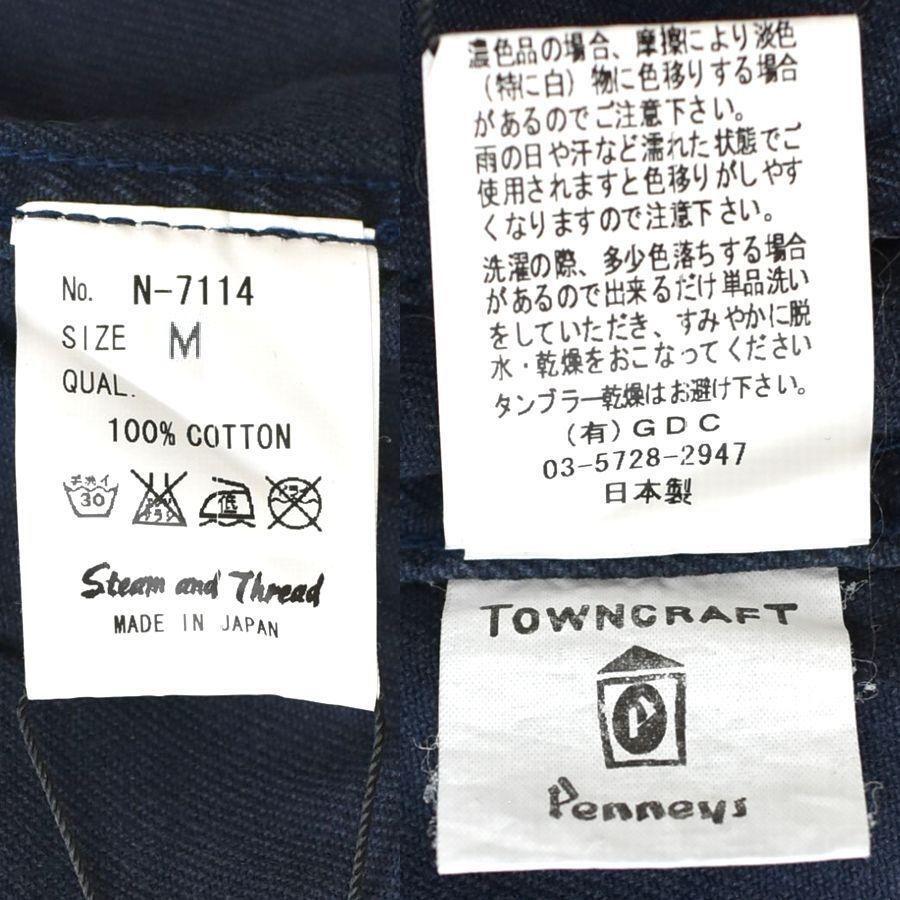 No. N-7114
SIZE M
QUAL.
100% COTTON
30
低
Steam and Thread
MADE IN JAPAN
濃色品の場合、摩擦により淡色
(特に白)物に色移りする場合
があるのでご注意下さい。
雨の日や汗など濡れた状態でご
使用されますと色移りがしやす
くなりますので注意下さい。
洗濯の際、多少色落ちする場合
があるので出来るだけ単品洗い
をしていただき、すみやかに脱
水・乾燥をおこなってください
タンブラー乾燥はお避け下さい。
(有)GDC
03-5728-2947
日本製
TOWNCRAFT
P
Penneys